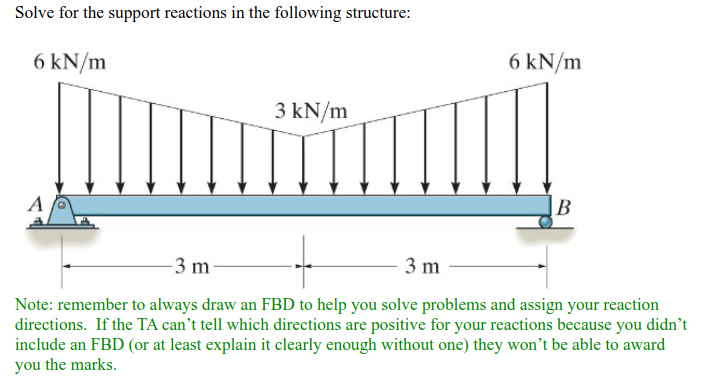 Solve for the support reactions in the following structure:
6 kN/m
6 kN/m
3 kN/m
A
B
3 m
3 m
Note: remember to always draw an FBD to help you solve problems and assign your reaction
directions.  If the TA can’t tell which directions are positive for your reactions because you didn’t
include an FBD (or at least explain it clearly enough without one) they won’t be able to award
you the marks.